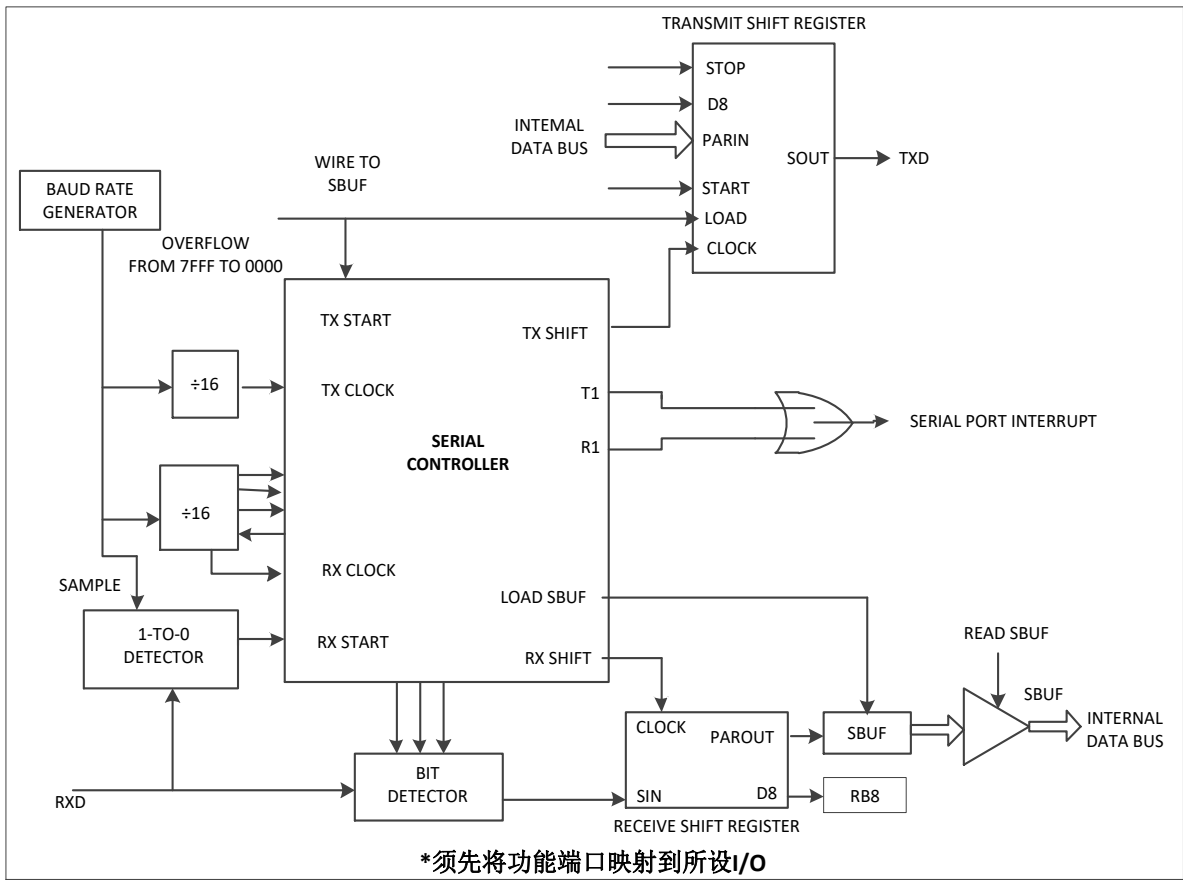 TRANSMIT SHIFT REGISTER
STOP
D8
INTEMAL
DATA BUS
PARIN
SOUT
TXD
WIRE TO
SBUF
START
BAUD RATE
GENERATOR
LOAD
OVERFLOW
FROM 7FFF TO 0000
CLOCK
TX START
TX SHIFT
÷16
TX CLOCK
T1
SERIAL PORT INTERRUPT
SERIAL
CONTROLLER
R1
÷16
RX CLOCK
SAMPLE
LOAD SBUF
1-TO-0
DETECTOR
RX START
RX SHIFT
READ SBUF
SBUF
CLOCK
PAROUT
SBUF
INTERNAL
DATA BUS
BIT
DETECTOR
RXD
SIN
D8
RB8
RECEIVE SHIFT REGISTER
*须先将功能端口映射到所设I/O